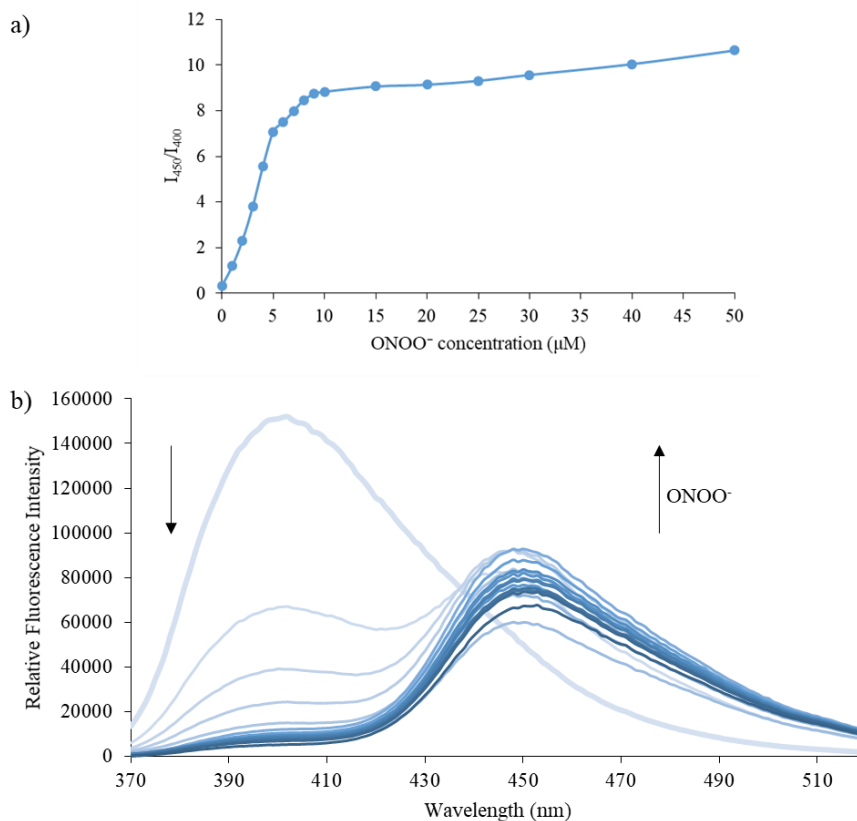 a)
12
10
8
6
4
2
0
I₄₅₀/I₄₀₀
0 5 10 15 20 25 30 35 40 45 50
ONOO⁻ concentration (μM)
b)
160000
140000
120000
100000
80000
60000
40000
20000
0
Relative Fluorescence Intensity
ONOO⁻
370 390 410 430 450 470 490 510
Wavelength (nm)